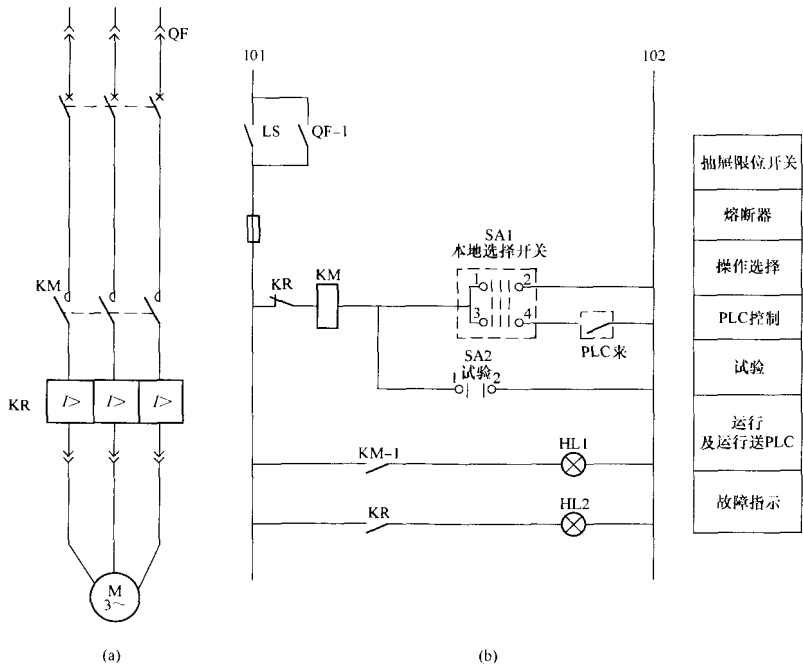 QF
KM
KR
I>
I>
I>
M
3~
(a)
101
102
LS
QF-1
KR
KM
SA1
本地选择开关
1
2
3
4
PLC来
SA2
试验
1
2
KM-1
HL1
KR
HL2
(b)
抽屉限位开关
熔断器
操作选择
PLC控制
试验
运行
及运行送PLC
故障指示